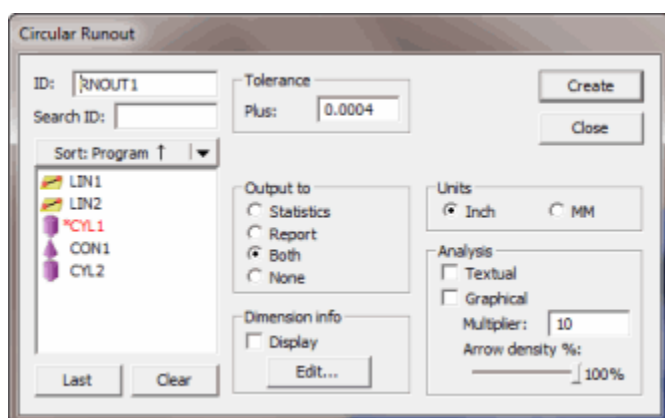 Circular Runout
ID: RNOUT1
Search ID:
Sort: Program ↑
LIN1
LIN2
*CYL1
CON1
CYL2
Last
Clear
Tolerance
Plus: 0.0004
Output to
Statistics
Report
Both
None
Dimension info
Display
Edit...
Create
Close
Units
Inch
MM
Analysis
Textual
Graphical
Multiplier: 10
Arrow density %:
100%